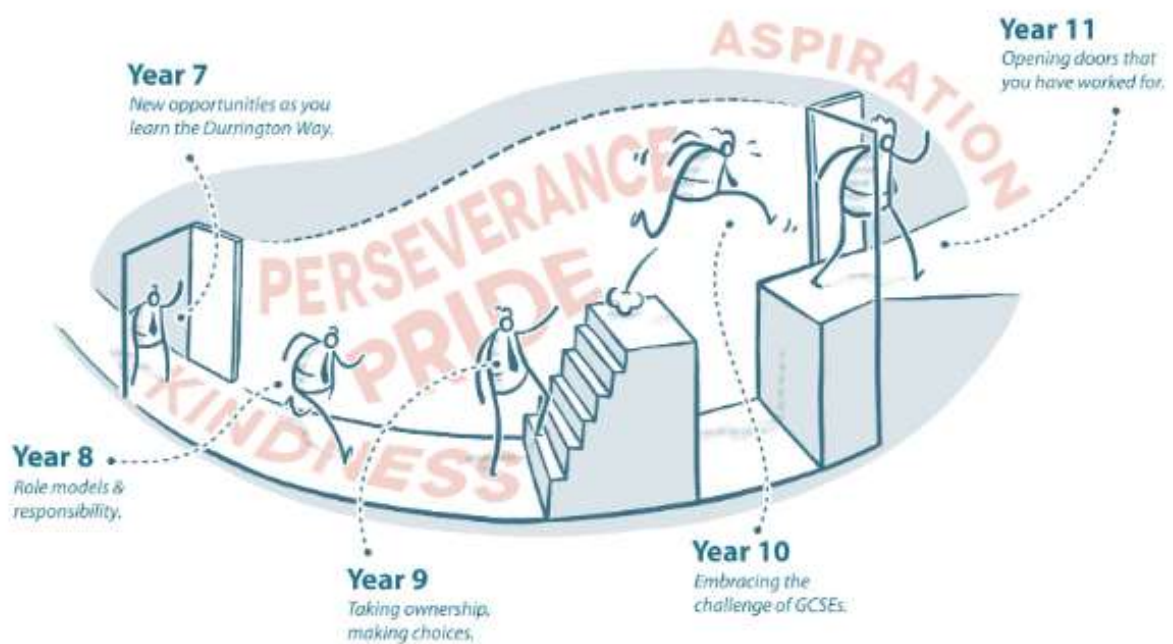 Year 7
New opportunities as you
learn the Durrington Way.
ASPIRATION
Year 11
Opening doors that
you have worked for.
PERSEVERANCE
PRIDE
KINDNESS
Year 8
Role models &
responsibility.
Year 9
Taking ownership,
making choices.
Year 10
Embracing the
challenge of GCSEs.